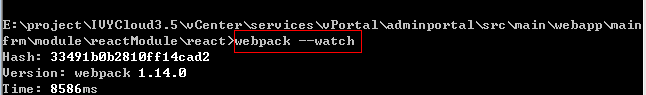 E:\project\IVYCloud3.5\vCenter\services\vPortal\adminportal\src\main\webapp\main
frm\module\reactModule\react>webpack --watch
Hash: 33491b0b2810ff14cad2
Version: webpack 1.14.0
Time: 8586ms